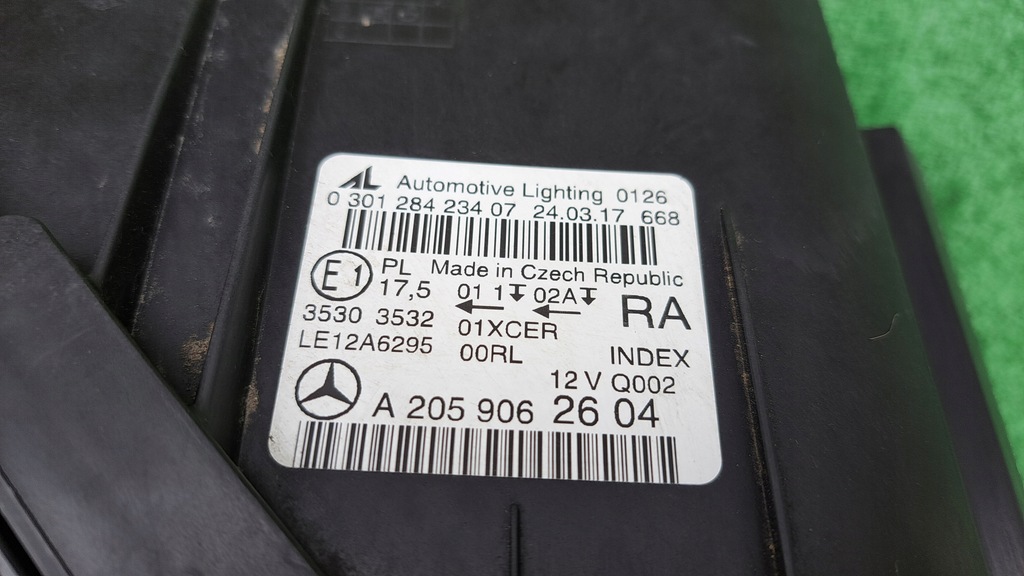 AL Automotive Lighting 0126
0 301 284 234 07 24.03.17 668
E1 PL Made in Czech Republic
17,5 01 1 02A RA
3530 3532 01XCER
LE12A6295 00RL INDEX
12 V Q002
A 205 906 26 04